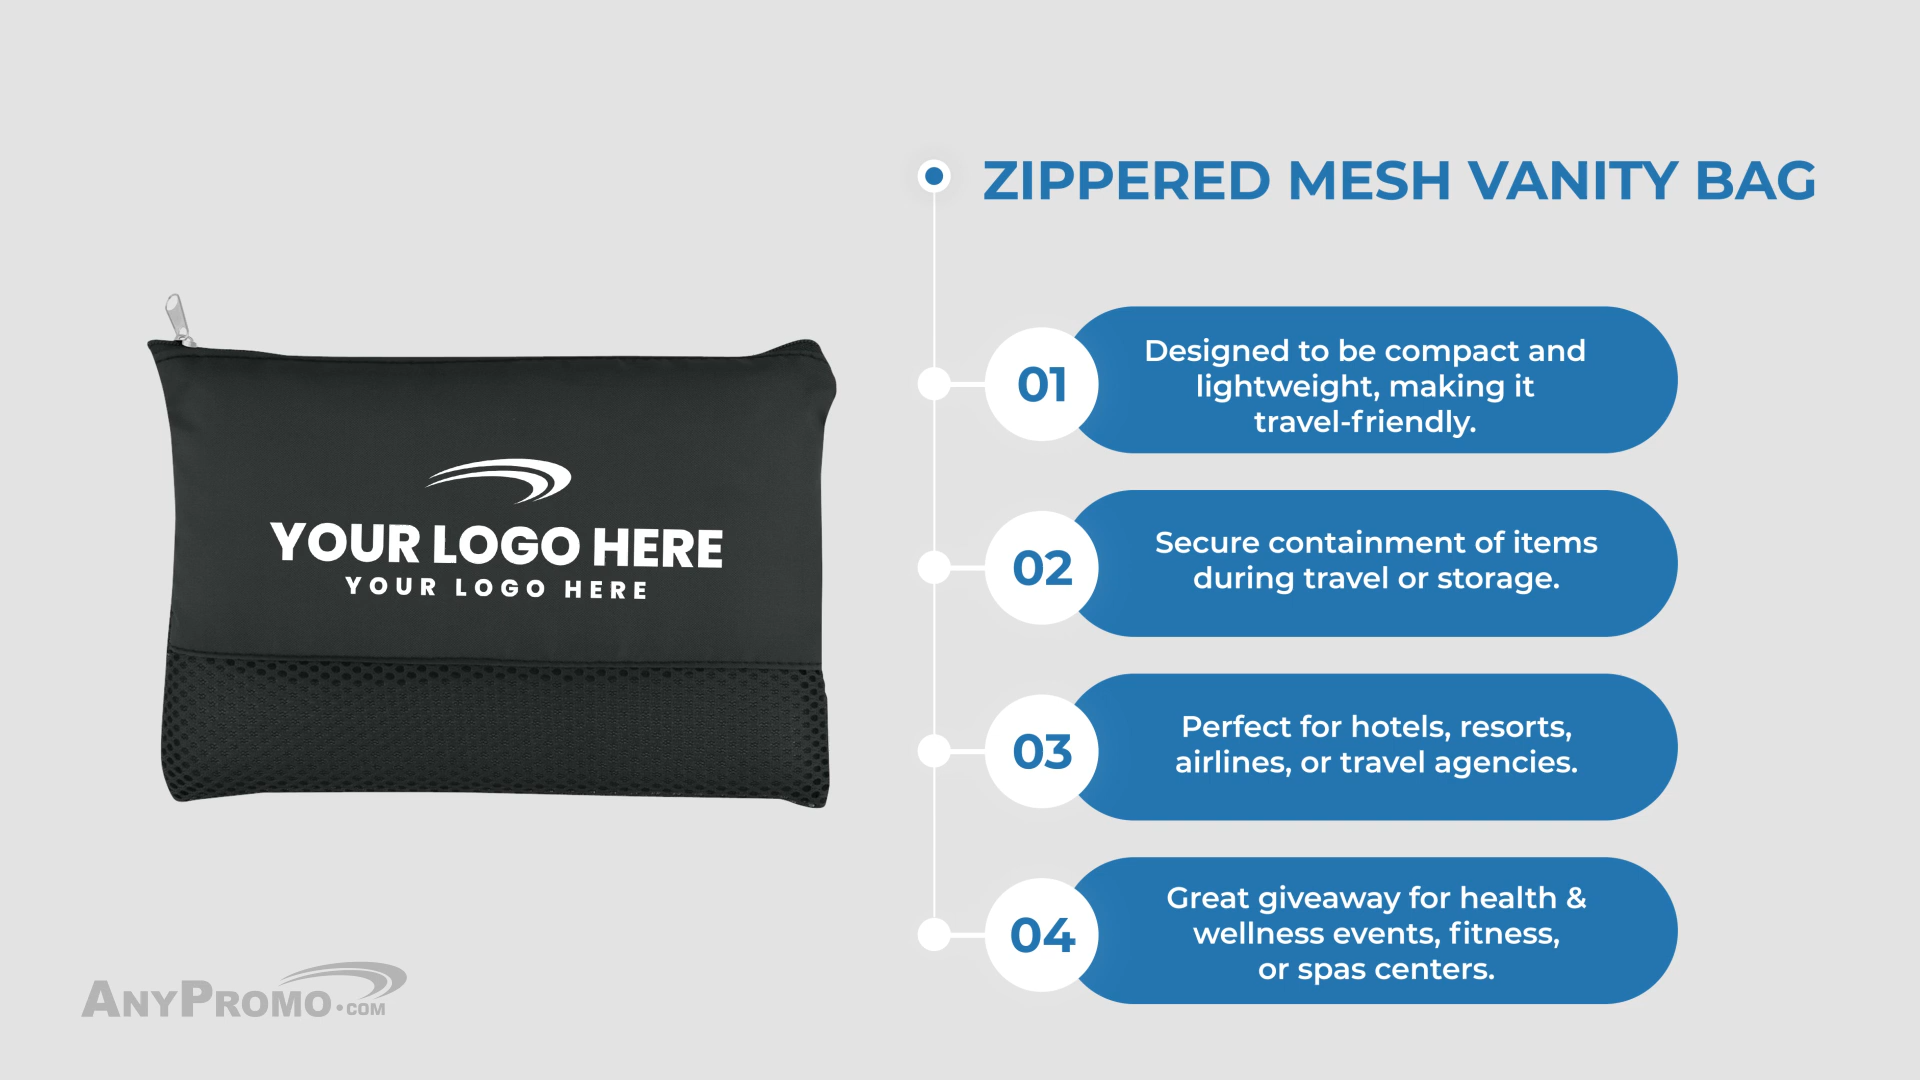 ZIPPERED MESH VANITY BAG
YOUR LOGO HERE
YOUR LOGO HERE
01
Designed to be compact and
lightweight, making it
travel-friendly.
02
Secure containment of items
during travel or storage.
03
Perfect for hotels, resorts,
airlines, or travel agencies.
04
Great giveaway for health &
wellness events, fitness,
or spas centers.
ANYPROMO.COM